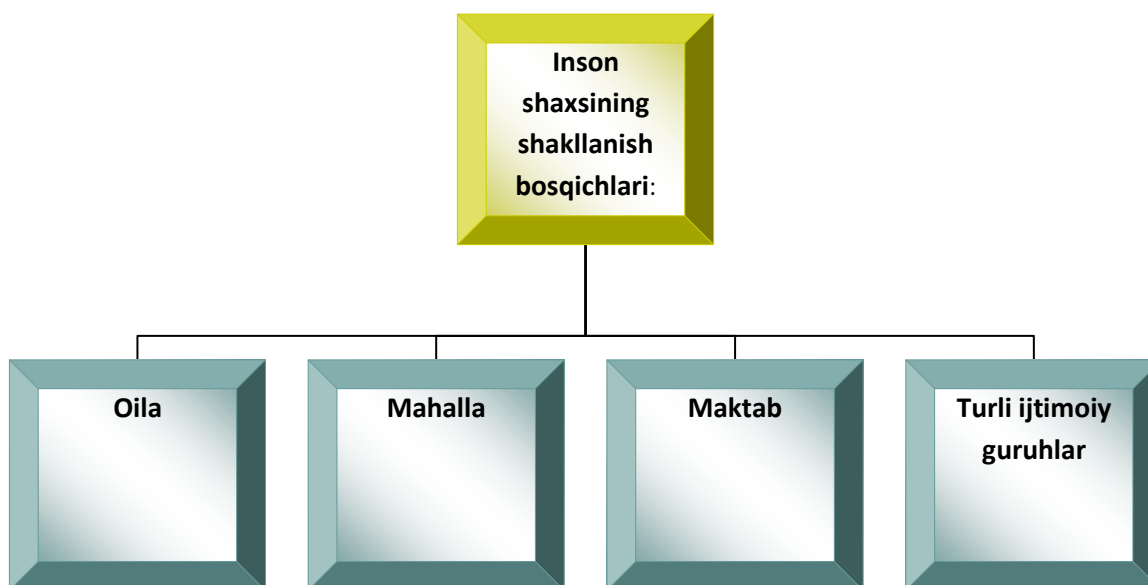 Inson
shaxsining
shakllanish
bosqichlari:
Oila
Mahalla
Maktab
Turli ijtimoiy
guruhlar